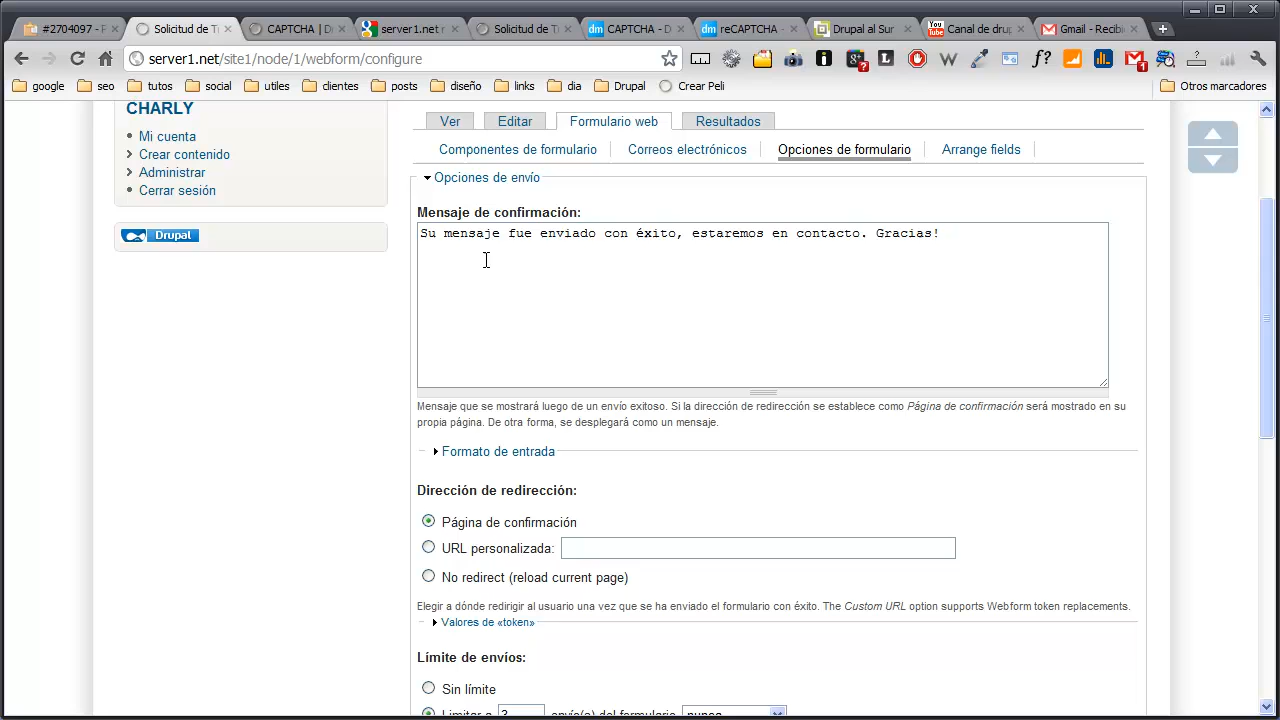 #2704097 - F
Solicitud de T
CAPTCHA | D
server1.net
Solicitud de T
CAPTCHA - D
reCAPTCHA -
Drupal al Sur
Canal de drup
Gmail - Recibi
server1.net/site1/node/1/webform/configure
google
seo
tutos
social
utiles
clientes
posts
diseño
links
dia
Drupal
Crear Peli
Otros marcadores
CHARLY
Mi cuenta
Crear contenido
Administrar
Cerrar sesión
Drupal
Ver
Editar
Formulario web
Resultados
Componentes de formulario
Correos electrónicos
Opciones de formulario
Arrange fields
Opciones de envío
Mensaje de confirmación:
Su mensaje fue enviado con éxito, estaremos en contacto. Gracias!
Mensaje que se mostrará luego de un envío exitoso. Si la dirección de redirección se establece como Página de confirmación será mostrado en su
propia página. De otra forma, se desplegará como un mensaje.
Formato de entrada
Dirección de redirección:
Página de confirmación
URL personalizada:
No redirect (reload current page)
Elegir a dónde redirigir al usuario una vez que se ha enviado el formulario con éxito. The Custom URL option supports Webform token replacements.
Valores de «token»
Límite de envíos:
Sin límite
Limitar a 2 envío(s) del formulario nunca